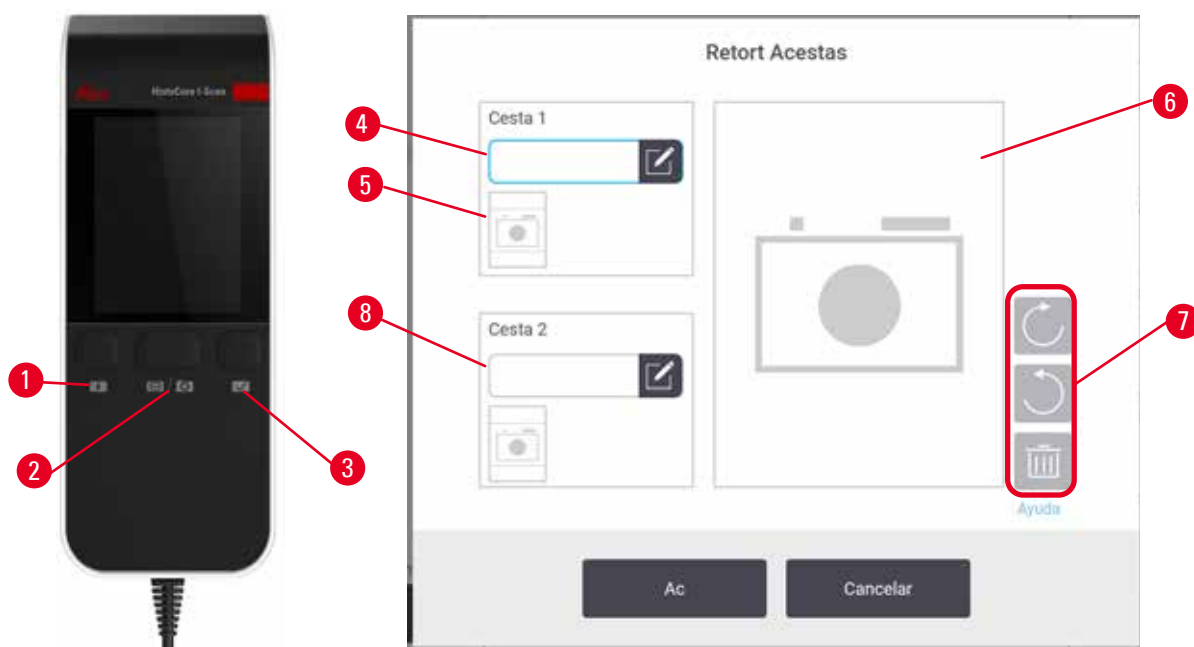 HistoCore I-Scan
1
2
3
Retort Acestas
Cesta 1
4
5
6
Cesta 2
8
7
Ayuda
Ac
Cancelar